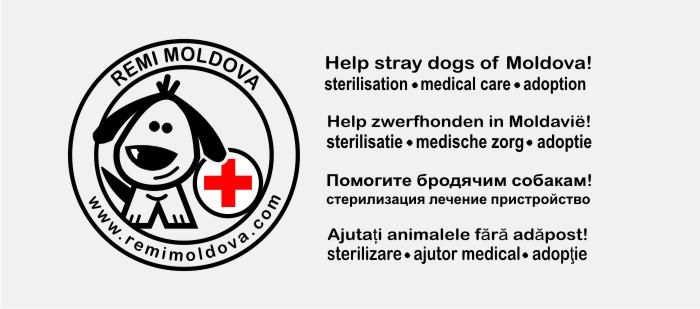 REMI MOLDOVA
www.remimoldova.com
Help stray dogs of Moldova!
sterilisation • medical care • adoption
Help zwerfhonden in Moldavië!
sterilisatie • medische zorg • adoptie
Помогите бродячим собакам!
стерилизация лечение пристройство
Ajutați animalele fără adăpost!
sterilizare • ajutor medical • adopţie